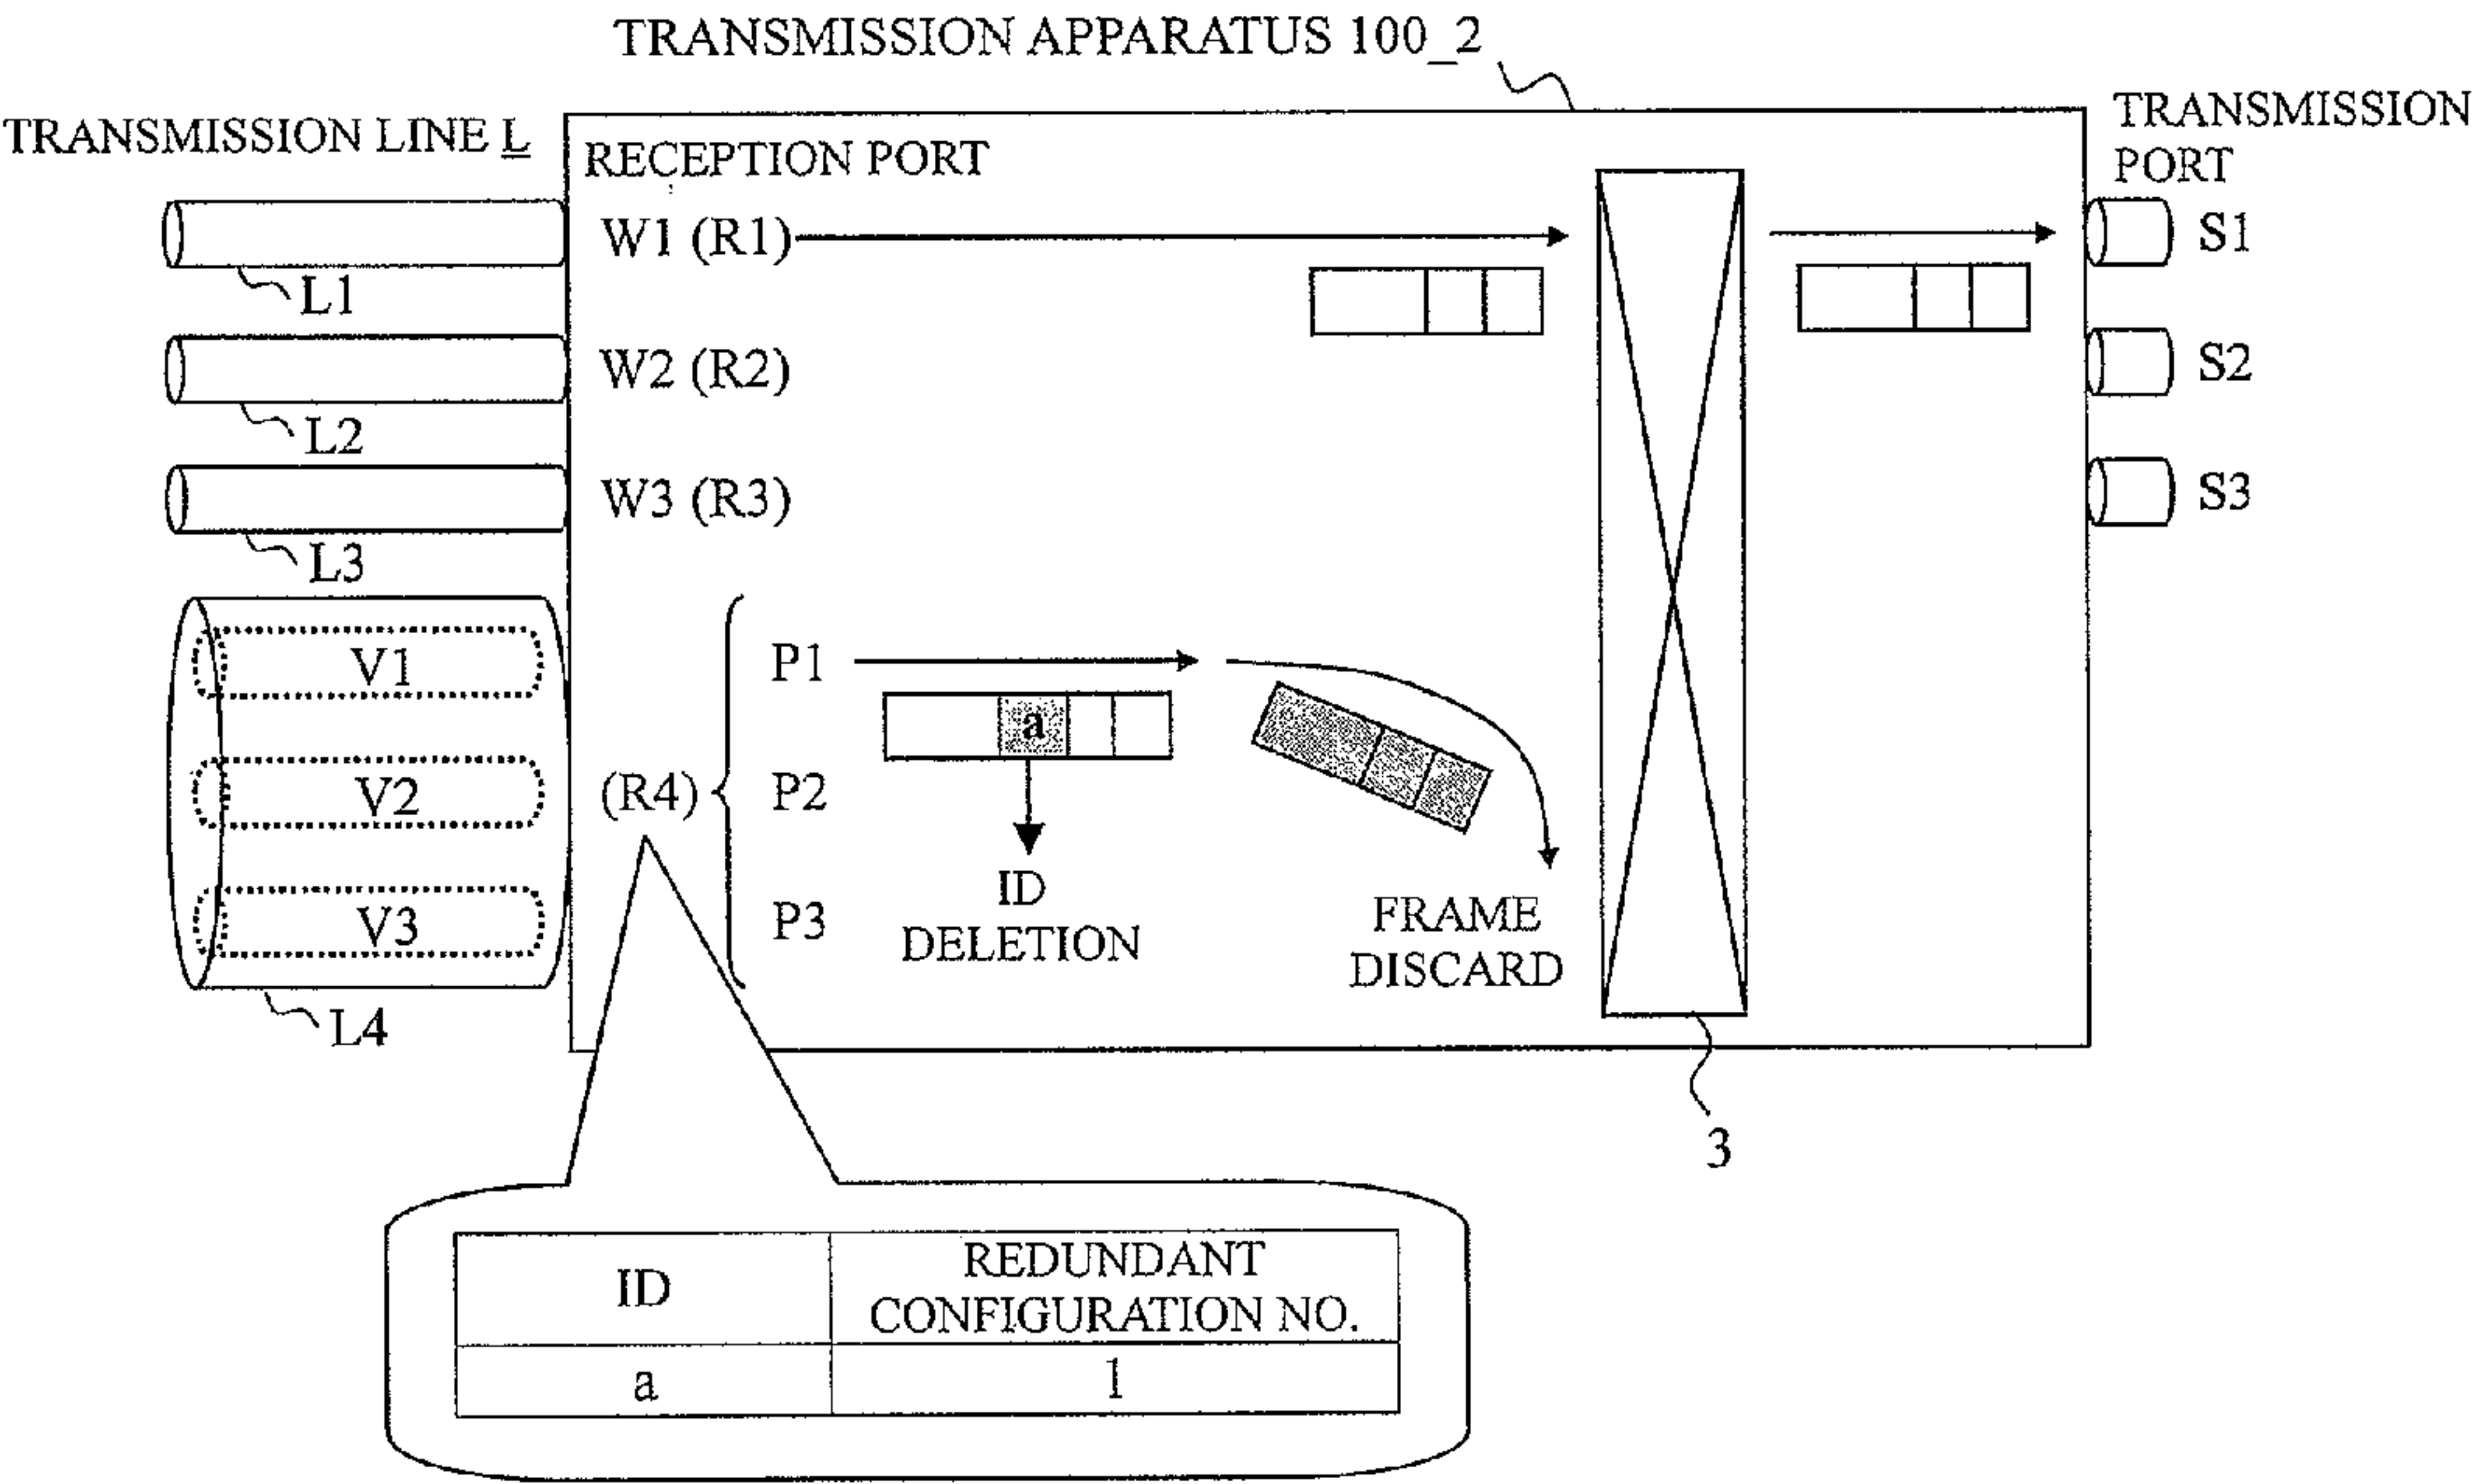 TRANSMISSION APPARATUS 100_2
TRANSMISSION LINE L
RECEPTION PORT
TRANSMISSION
PORT
W1 (R1)
S1
L1
W2 (R2)
S2
L2
W3 (R3)
S3
L3
V1
P1
a
V2
(R4)
P2
ID
DELETION
V3
P3
FRAME
DISCARD
L4
3
ID
REDUNDANT
CONFIGURATION NO.
a
1